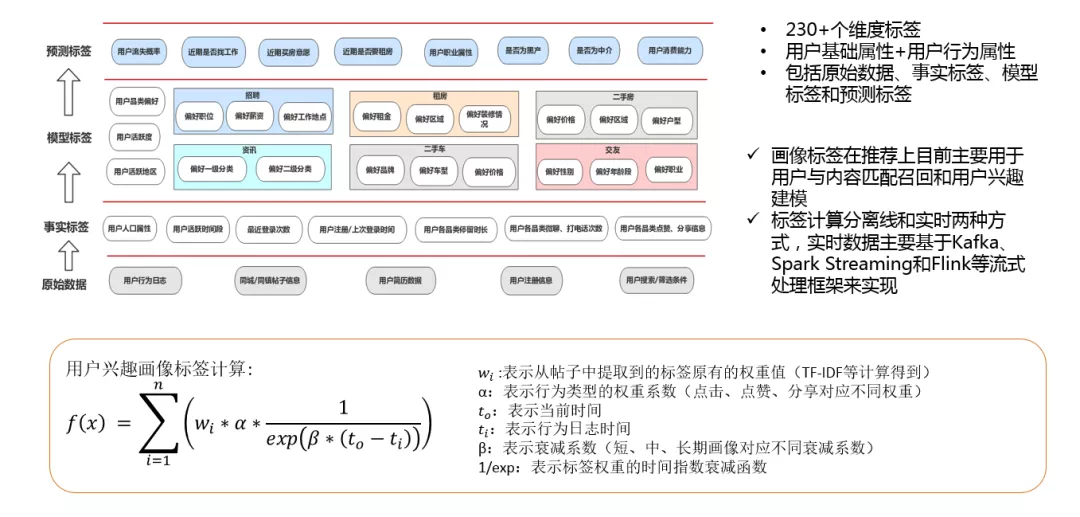 预测标签
用户流失概率
近期是否找工作
近期买房意愿
近期是否要租房
用户职业属性
是否为黑产
是否为中介
用户消费能力
模型标签
用户品类偏好
用户活跃度
用户活跃地区
招聘
偏好职位
偏好薪资
偏好工作地点
租房
偏好租金
偏好区域
偏好装修情
况
二手房
偏好价格
偏好区域
偏好户型
资讯
偏好一级分类
偏好二级分类
二手车
偏好品牌
偏好车型
偏好价格
交友
偏好性别
偏好年龄段
偏好职业
事实标签
用户人口属性
用户活跃时间段
最近登录次数
用户注册/上次登录时间
用户各品类停留时长
用户各品类微聊、打电话次数
用户各品类点赞、分享信息
原始数据
用户行为日志
同城/同镇帖子信息
用户简历数据
用户注册信息
用户搜索/筛选条件
• 230+个维度标签
• 用户基础属性+用户行为属性
• 包括原始数据、事实标签、模型
标签和预测标签
✓ 画像标签在推荐上目前主要用于
用户与内容匹配召回和用户兴趣
建模
✓ 标签计算分离线和实时两种方
式，实时数据主要基于Kafka、
Spark Streaming和Flink等流式
处理框架来实现
用户兴趣画像标签计算:
f(x) = ∑_{i=1}^{n} (w_i * α * 1/exp(β * (t_o − t_i)))
w_i :表示从帖子中提取到的标签原有的权重值（TF-IDF等计算得到）
α：表示行为类型的权重系数（点击、点赞、分享对应不同权重）
t_o：表示当前时间
t_i：表示行为日志时间
β：表示衰减系数（短、中、长期画像对应不同衰减系数）
1/exp：表示标签权重的时间指数衰减函数